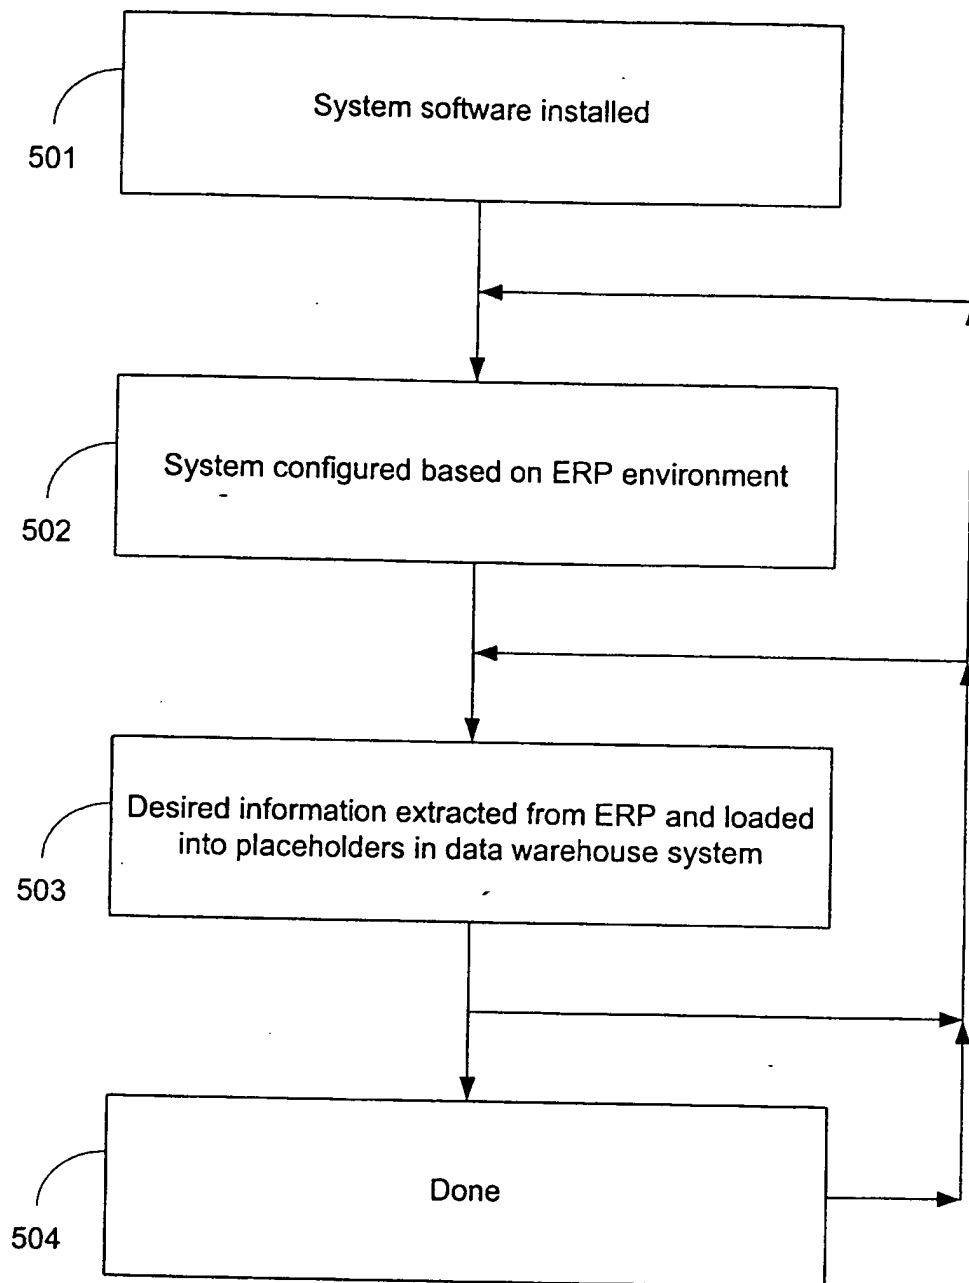 System software installed
501
System configured based on ERP environment
502
Desired information extracted from ERP and loaded
into placeholders in data warehouse system
503
Done
504